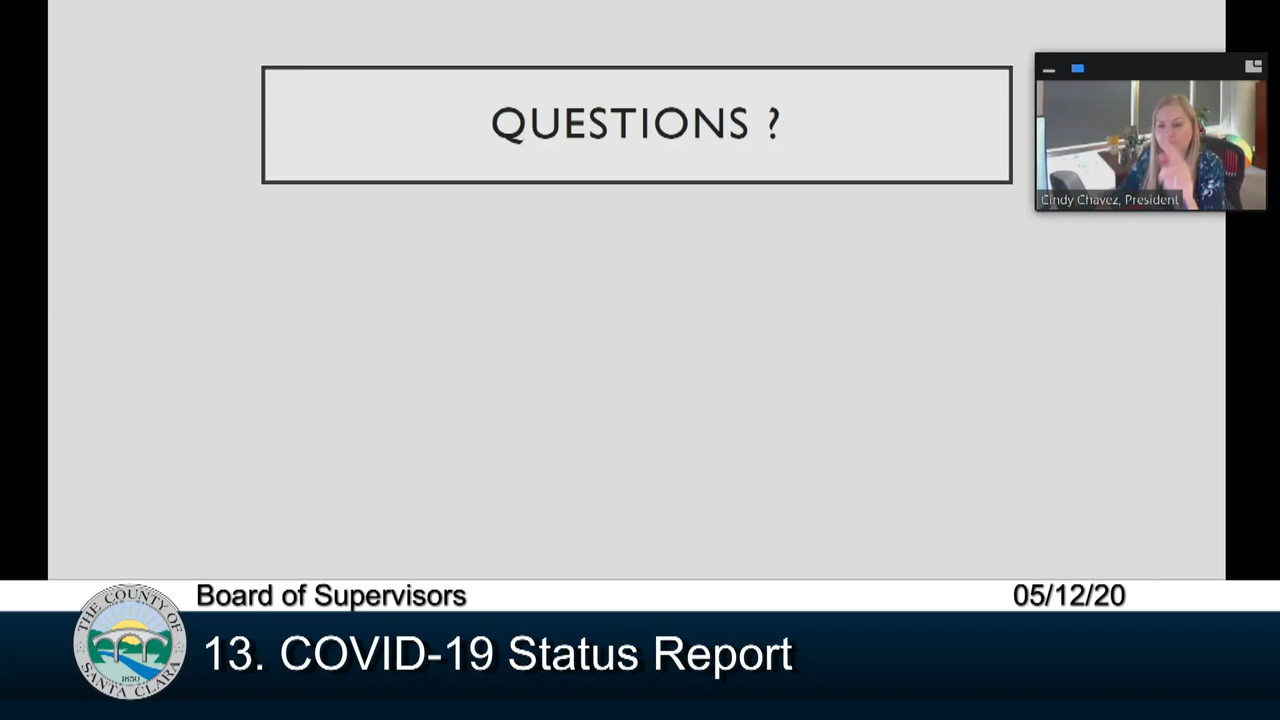 QUESTIONS ?
Cindy Chavez, President
Board of Supervisors
05/12/20
THE COUNTY OF
SANTA CLARA
1850
13. COVID-19 Status Report